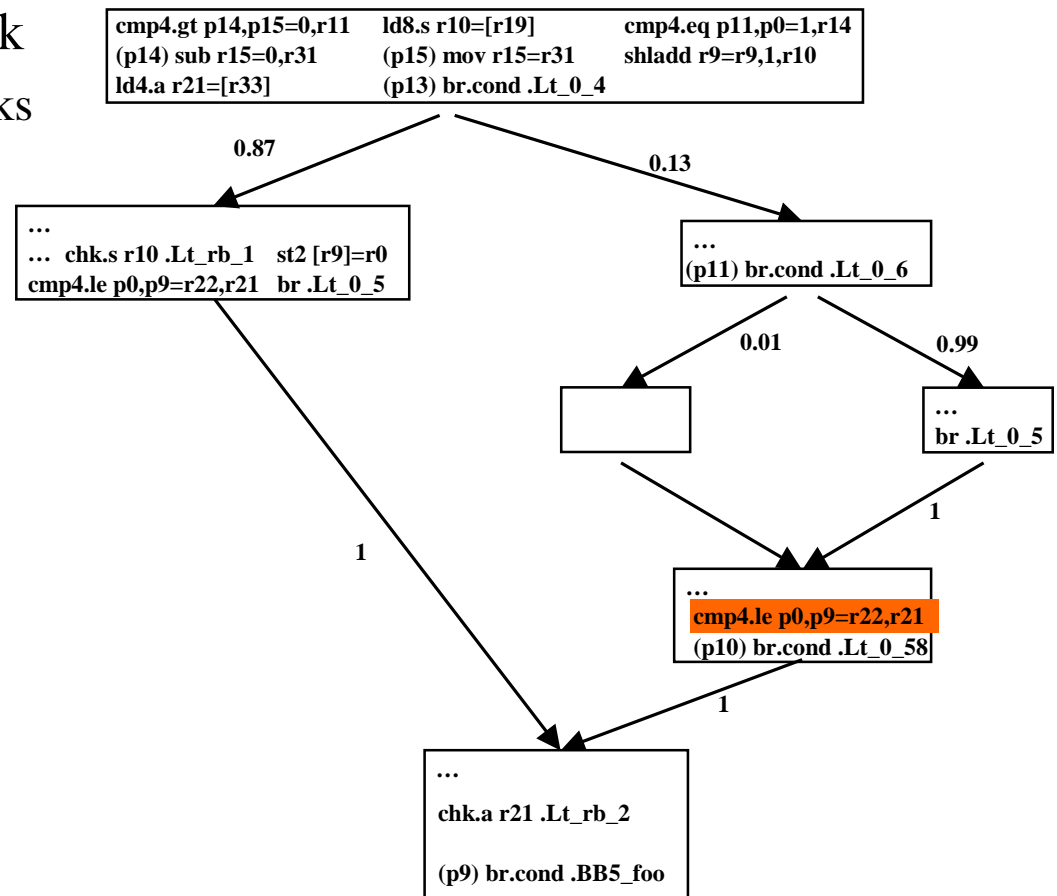 cmp4.gt p14,p15=0,r11 ld8.s r10=[r19] cmp4.eq p11,p0=1,r14
(p14) sub r15=0,r31 (p15) mov r15=r31 shladd r9=r9,1,r10
ld4.a r21=[r33] (p13) br.cond .Lt_0_4
0.87
0.13
…
… chk.s r10 .Lt_rb_1 st2 [r9]=r0
cmp4.le p0,p9=r22,r21 br .Lt_0_5
…
(p11) br.cond .Lt_0_6
0.01
0.99
…
br .Lt_0_5
1
1
…
cmp4.le p0,p9=r22,r21
(p10) br.cond .Lt_0_58
1
…
chk.a r21 .Lt_rb_2
(p9) br.cond .BB5_foo